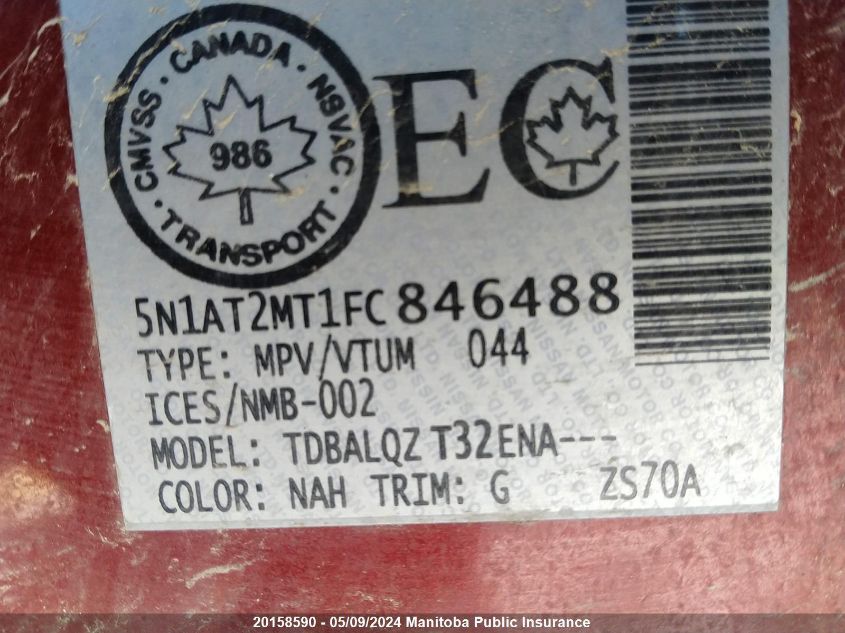 · CMVSS · CANADA · NSVAC · TRANSPORT
986
EC
5N1AT2MT1FC846488
TYPE: MPV/VTUM 044
ICES/NMB-002
MODEL: TDBALQZ T32ENA---
COLOR: NAH TRIM: G ZS70A
20158590 - 05/09/2024 Manitoba Public Insurance